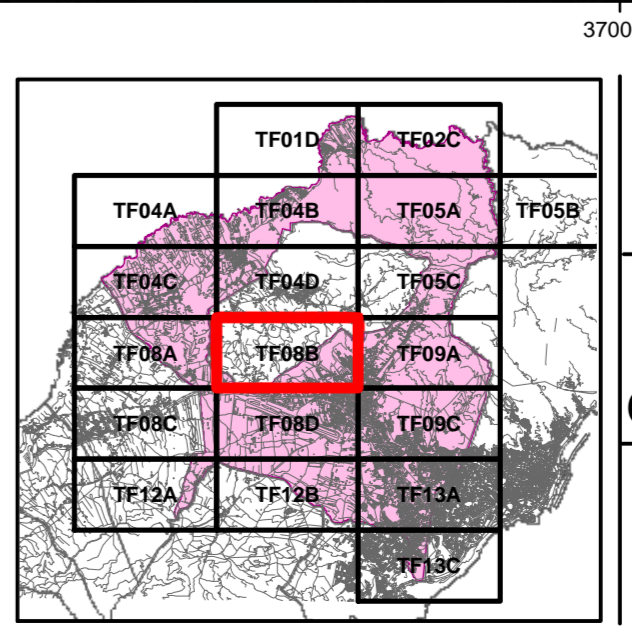 3700
TF01D TF02C
TF04A TF04B TF05A TF05B
TF04C TF04D TF05C
TF08A TF08B TF09A
TF08C TF08D TF09C
TF12A TF12B TF13A
TF13C